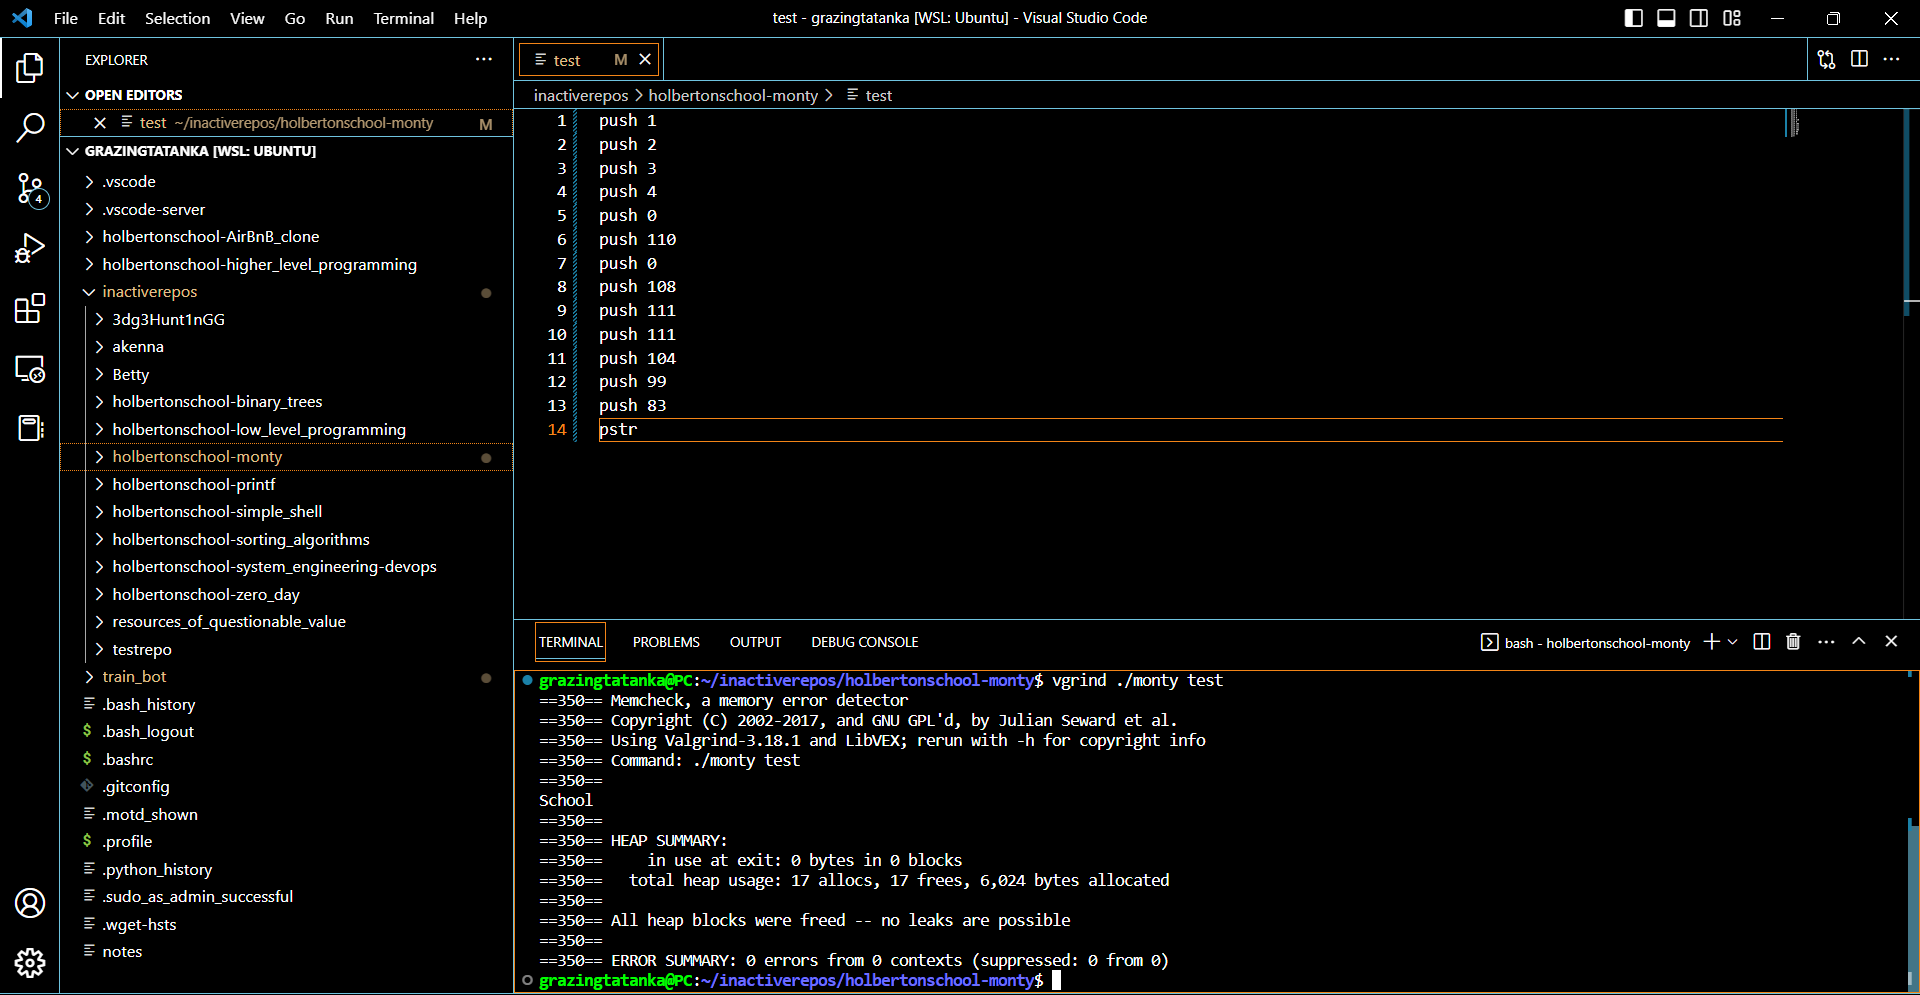 File Edit Selection View Go Run Terminal Help
test - grazingtatanka [WSL: Ubuntu] - Visual Studio Code
EXPLORER
OPEN EDITORS
test ~/inactiverepos/holbertonschool-monty M
GRAZINGTATANKA [WSL: UBUNTU]
.vscode
.vscode-server
holbertonschool-AirBnB_clone
holbertonschool-higher_level_programming
inactiverepos
3dg3Hunt1nGG
akenna
Betty
holbertonschool-binary_trees
holbertonschool-low_level_programming
holbertonschool-monty
holbertonschool-printf
holbertonschool-simple_shell
holbertonschool-sorting_algorithms
holbertonschool-system_engineering-devops
holbertonschool-zero_day
resources_of_questionable_value
testrepo
train_bot
.bash_history
$ .bash_logout
$ .bashrc
.gitconfig
.motd_shown
$ .profile
.python_history
.sudo_as_admin_successful
.wget-hsts
notes
4
test M
inactiverepos > holbertonschool-monty > test
1 push 1
2 push 2
3 push 3
4 push 4
5 push 0
6 push 110
7 push 0
8 push 108
9 push 111
10 push 111
11 push 104
12 push 99
13 push 83
14 pstr
TERMINAL PROBLEMS OUTPUT DEBUG CONSOLE
bash - holbertonschool-monty
grazingtatanka@PC:~/inactiverepos/holbertonschool-monty$ vgrind ./monty test
==350== Memcheck, a memory error detector
==350== Copyright (C) 2002-2017, and GNU GPL'd, by Julian Seward et al.
==350== Using Valgrind-3.18.1 and LibVEX; rerun with -h for copyright info
==350== Command: ./monty test
==350==
School
==350==
==350== HEAP SUMMARY:
==350==     in use at exit: 0 bytes in 0 blocks
==350==   total heap usage: 17 allocs, 17 frees, 6,024 bytes allocated
==350==
==350== All heap blocks were freed -- no leaks are possible
==350==
==350== ERROR SUMMARY: 0 errors from 0 contexts (suppressed: 0 from 0)
grazingtatanka@PC:~/inactiverepos/holbertonschool-monty$